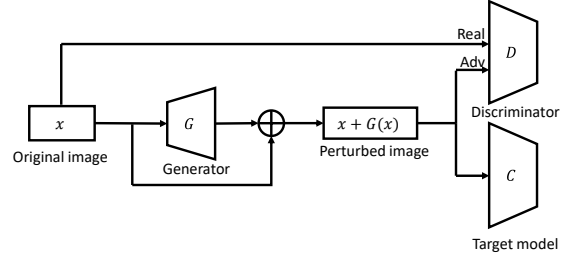 Real
D
Adv
Discriminator
x
G
x + G(x)
Original image
Generator
Perturbed image
C
Target model